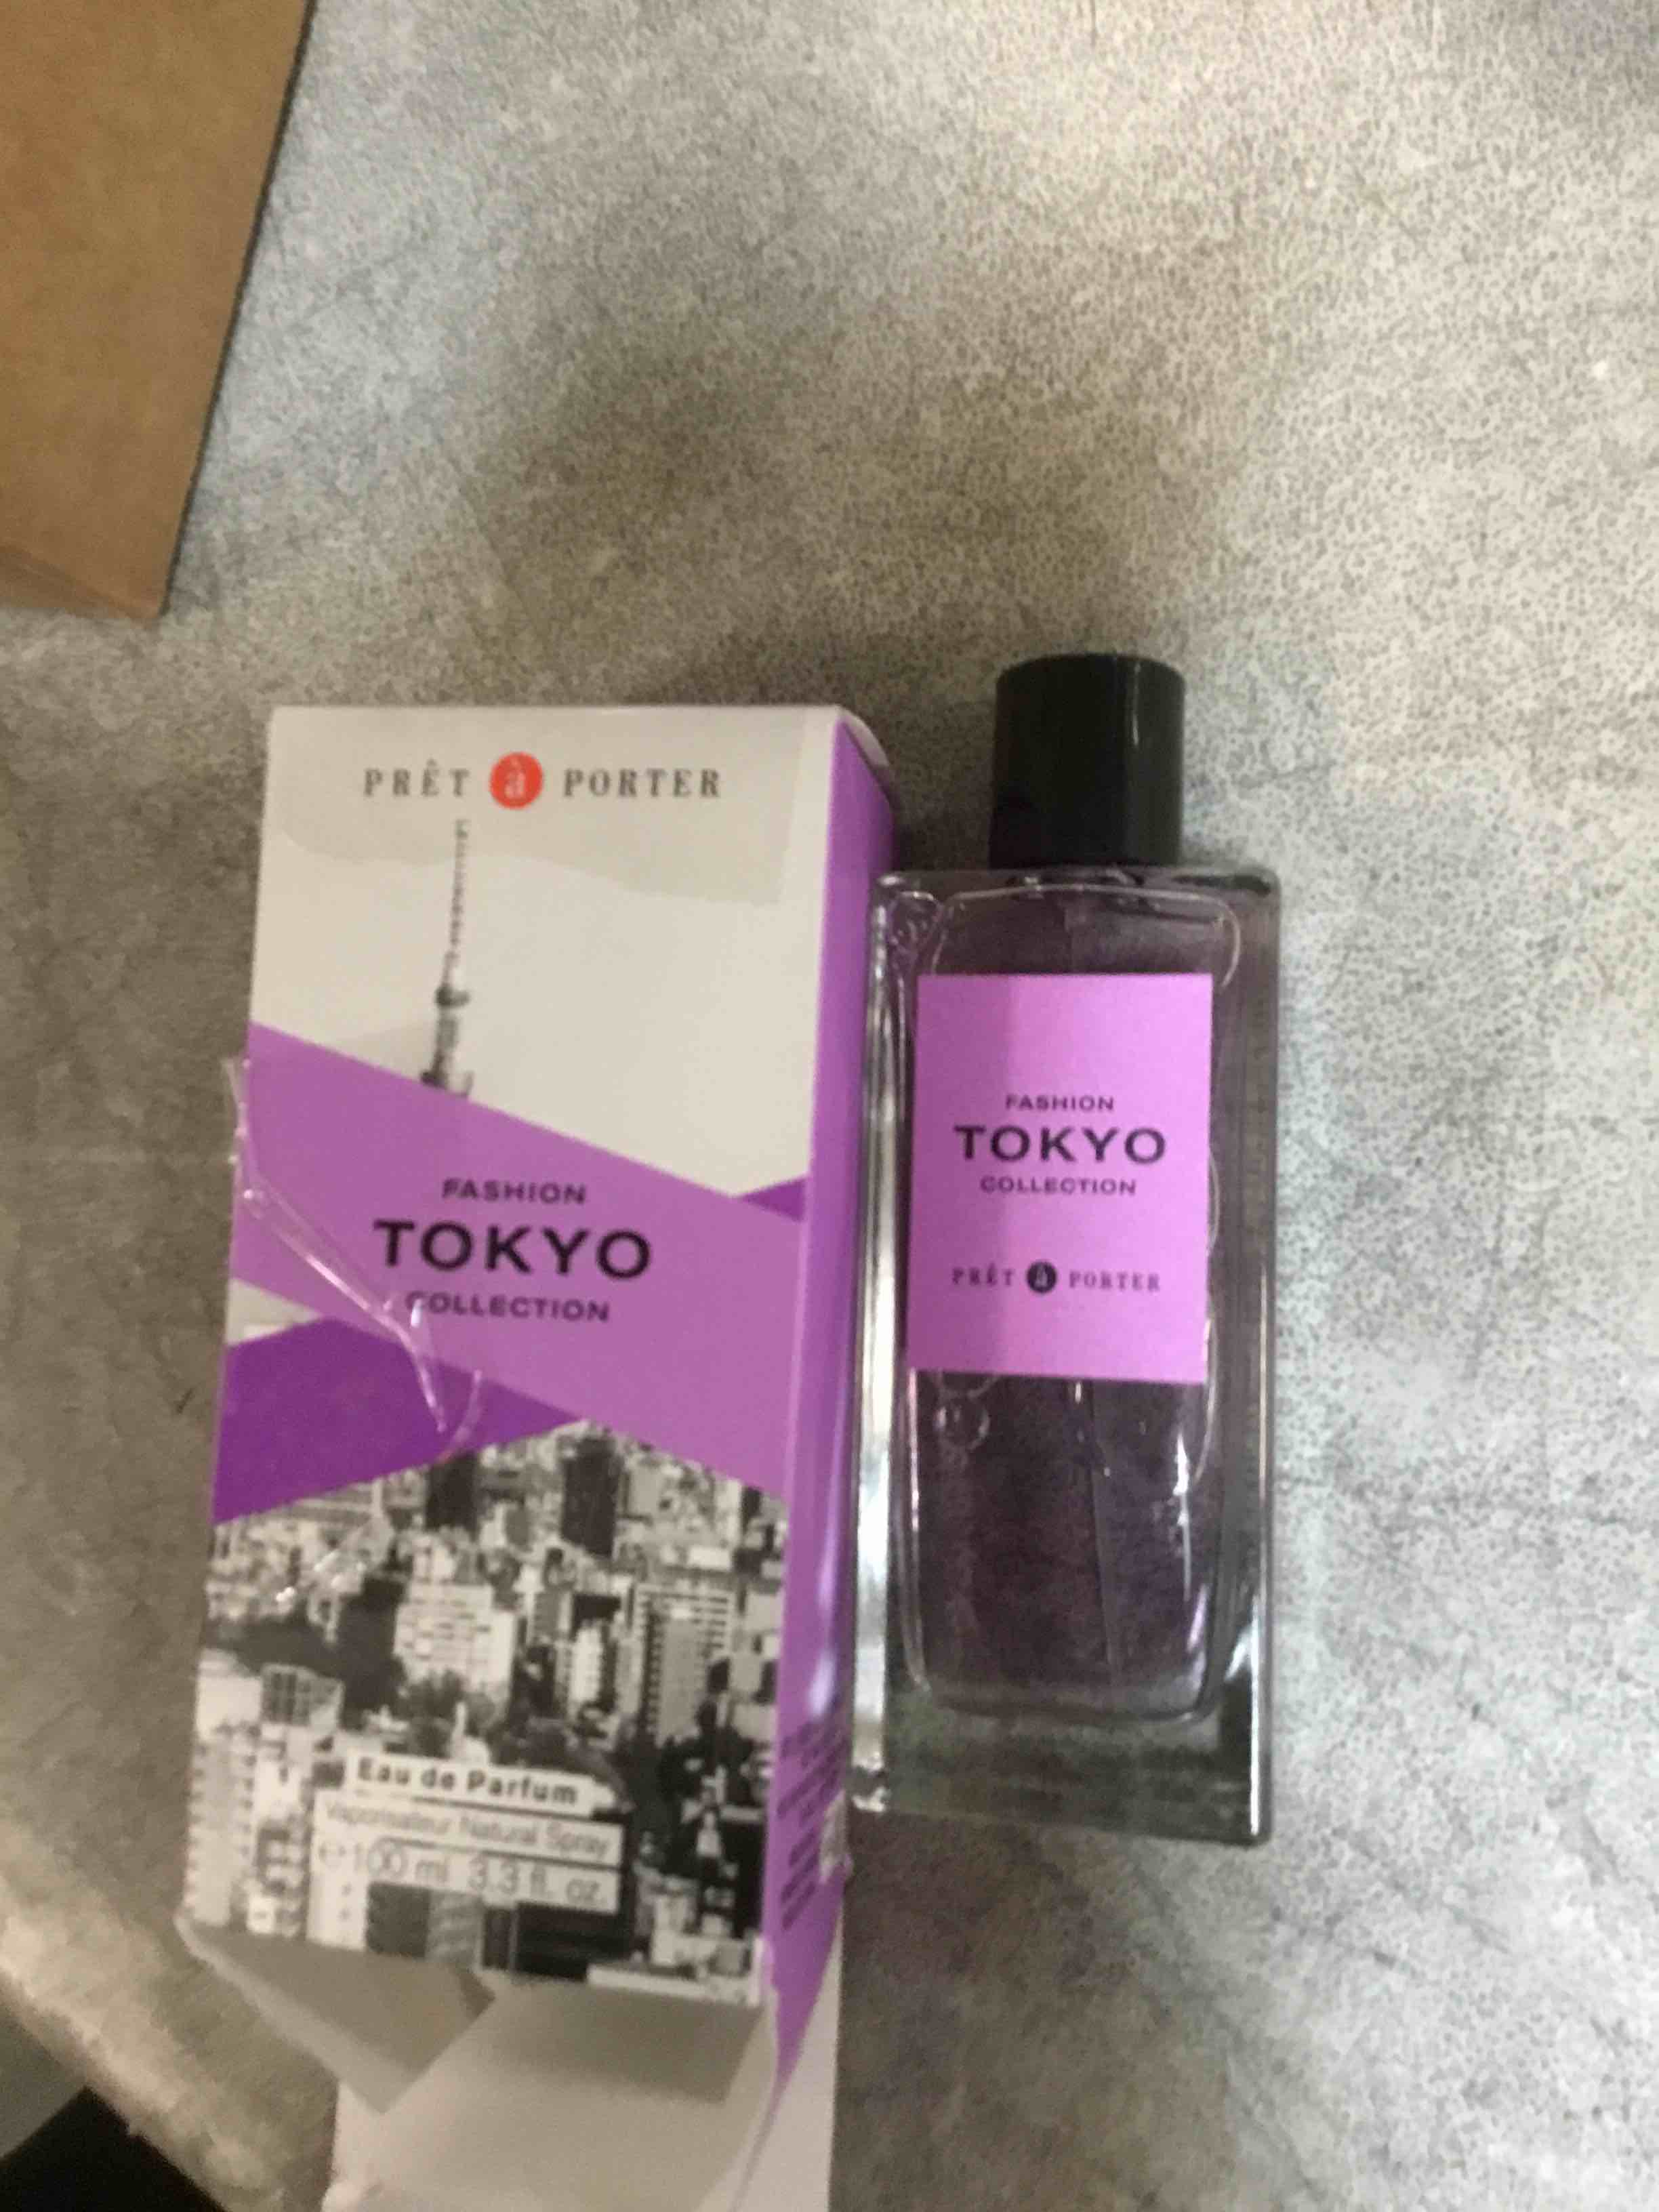 PRÊT à PORTER
FASHION
TOKYO
COLLECTION
Eau de Parfum
Vaporisateur Natural Spray
e 100 ml 3.3 fl. oz.
FASHION
TOKYO
COLLECTION
PRÊT à PORTER